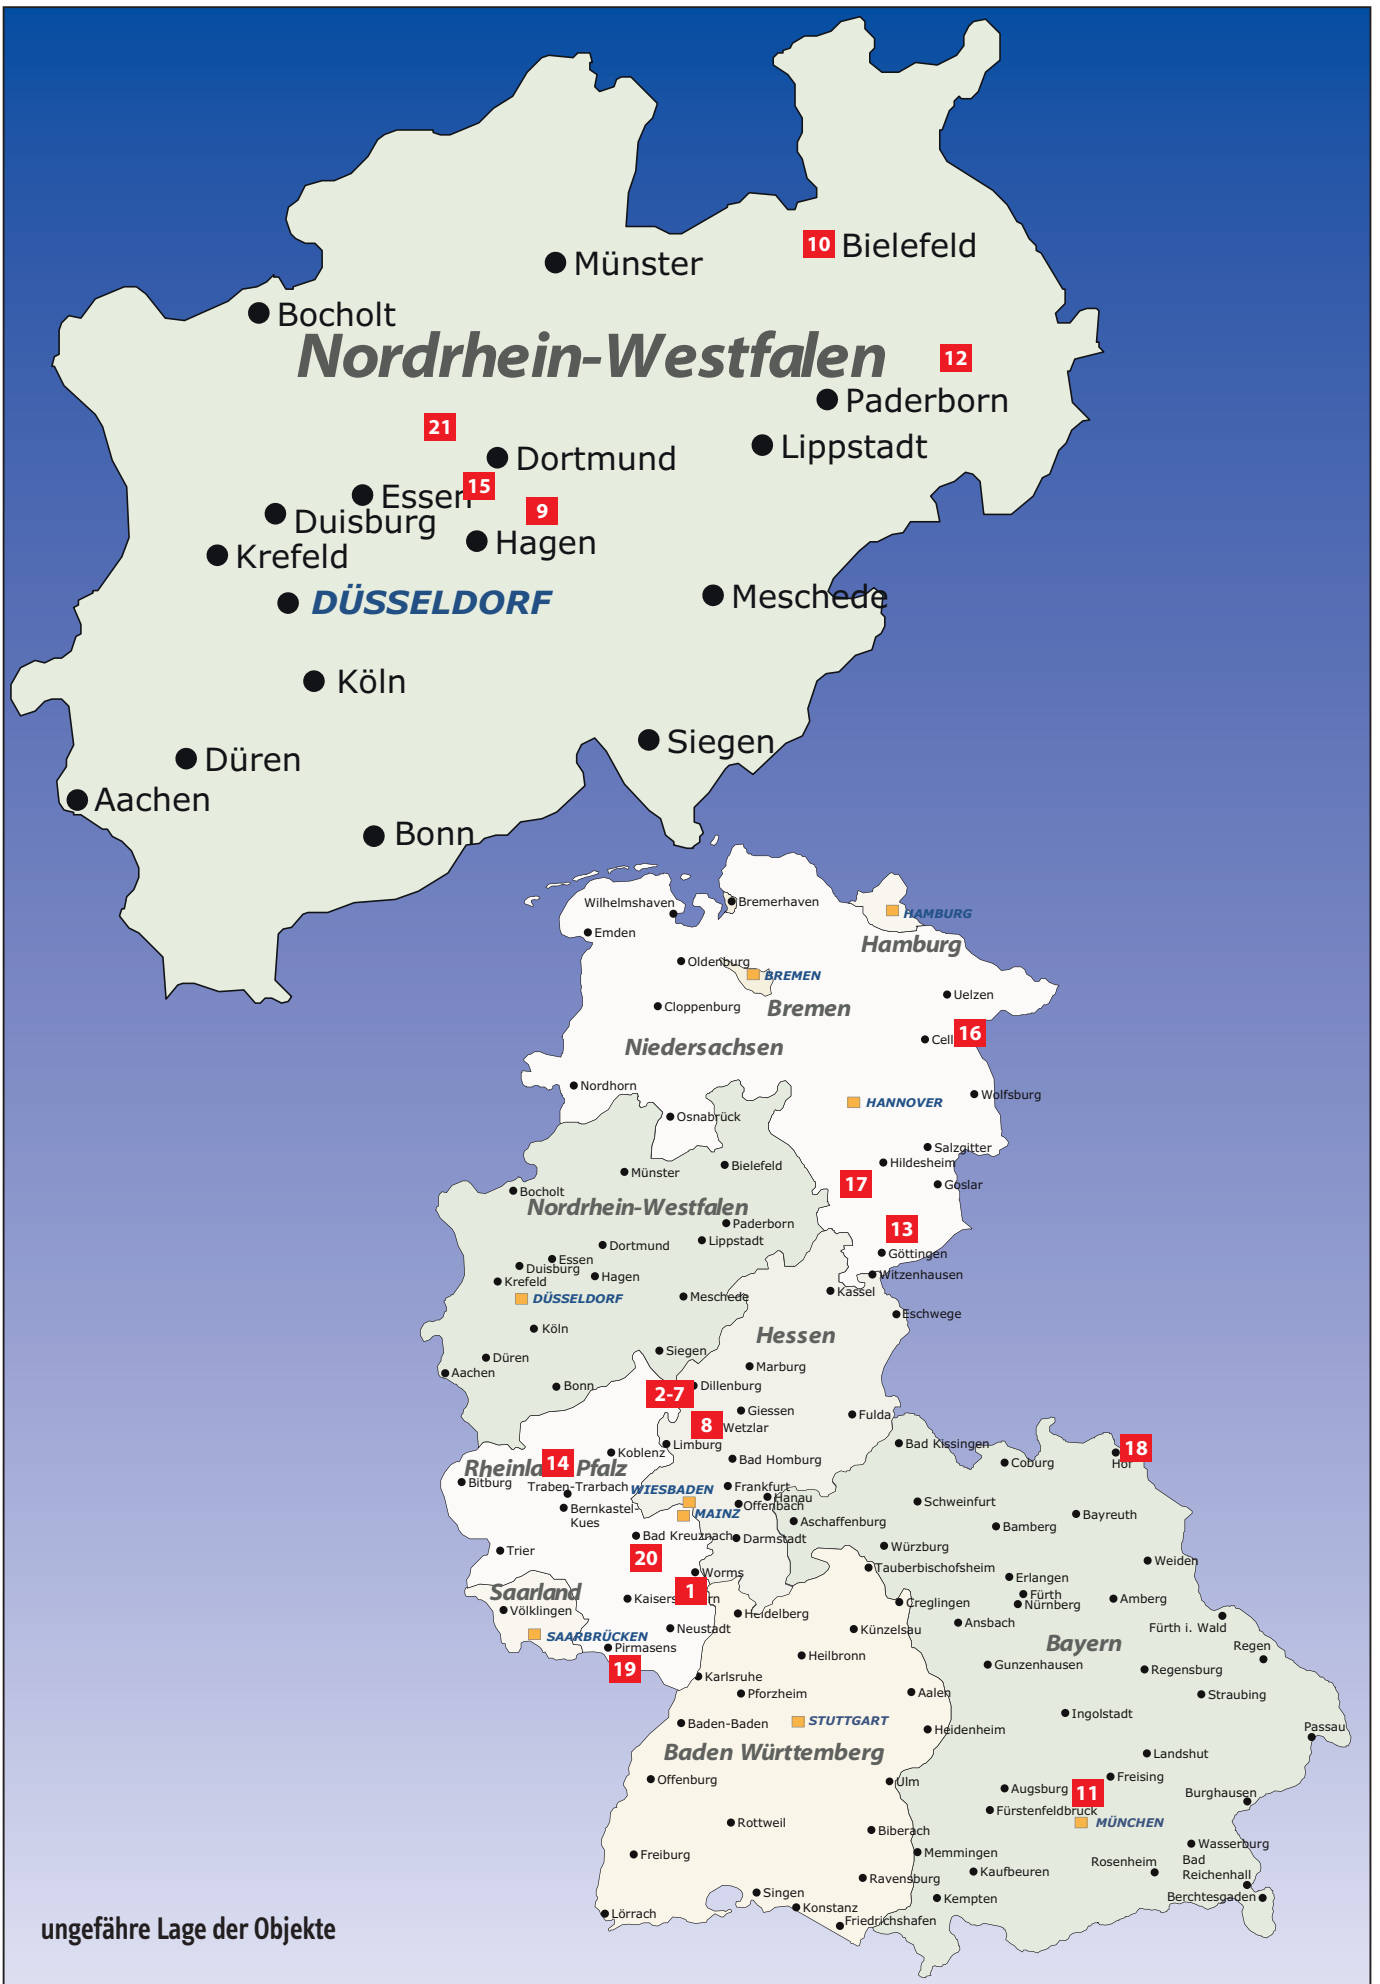 10 Bielefeld
Münster
Bocholt
Nordrhein-Westfalen
12
Paderborn
21
Lippstadt
Dortmund
15
Essen
9
Duisburg
Hagen
Krefeld
DÜSSELDORF
Meschede
Köln
Siegen
Düren
Aachen
Bonn
Wilhelmshaven
Bremerhaven
HAMBURG
Emden
Hamburg
Oldenburg
BREMEN
Uelzen
Cloppenburg
Bremen
16
Cell
Niedersachsen
Nordhorn
Wolfsburg
HANNOVER
Osnabrück
Salzgitter
Hildesheim
Bielefeld
Münster
17
Goslar
Bocholt
Nordrhein-Westfalen
Paderborn
13
Lippstadt
Dortmund
Göttingen
Essen
Duisburg
Witzenhausen
Hagen
Krefeld
Kassel
Meschede
DÜSSELDORF
Eschwege
Köln
Hessen
Siegen
Düren
Marburg
Aachen
Bonn
2-7
Dillenburg
Giessen
Fulda
8
Wetzlar
Limburg
Bad Kissingen
18
Koblenz
Bad Homburg
Coburg
Hof
14
Rheinla Pfalz
Bitburg
Traben-Trarbach
WIESBADEN
Frankfurt
Hanau
Offenbach
Schweinfurt
Bernkastel-
Kues
MAINZ
Aschaffenburg
Bayreuth
Bamberg
Bad Kreuznach
Darmstadt
Würzburg
Trier
20
Weiden
Tauberbischofsheim
Worms
Erlangen
Saarland
1
Fürth
Kaisers rn
Creglingen
Nürnberg
Amberg
Völklingen
Heidelberg
Ansbach
Fürth i. Wald
Neustadt
Künzelsau
SAARBRÜCKEN
Bayern
Pirmasens
Regen
Heilbronn
19
Gunzenhausen
Regensburg
Karlsruhe
Pforzheim
Aalen
Straubing
Ingolstadt
Baden-Baden
STUTTGART
Heidenheim
Passau
Baden Württemberg
Landshut
Offenburg
Ulm
Freising
Augsburg
11
Burghausen
Fürstenfeldbruck
Rottweil
MÜNCHEN
Biberach
Wasserburg
Freiburg
Memmingen
Rosenheim
Bad
Reichenhall
Kaufbeuren
Ravensburg
Singen
Kempten
Berchtesgaden
Konstanz
Lörrach
Friedrichshafen
ungefähre Lage der Objekte